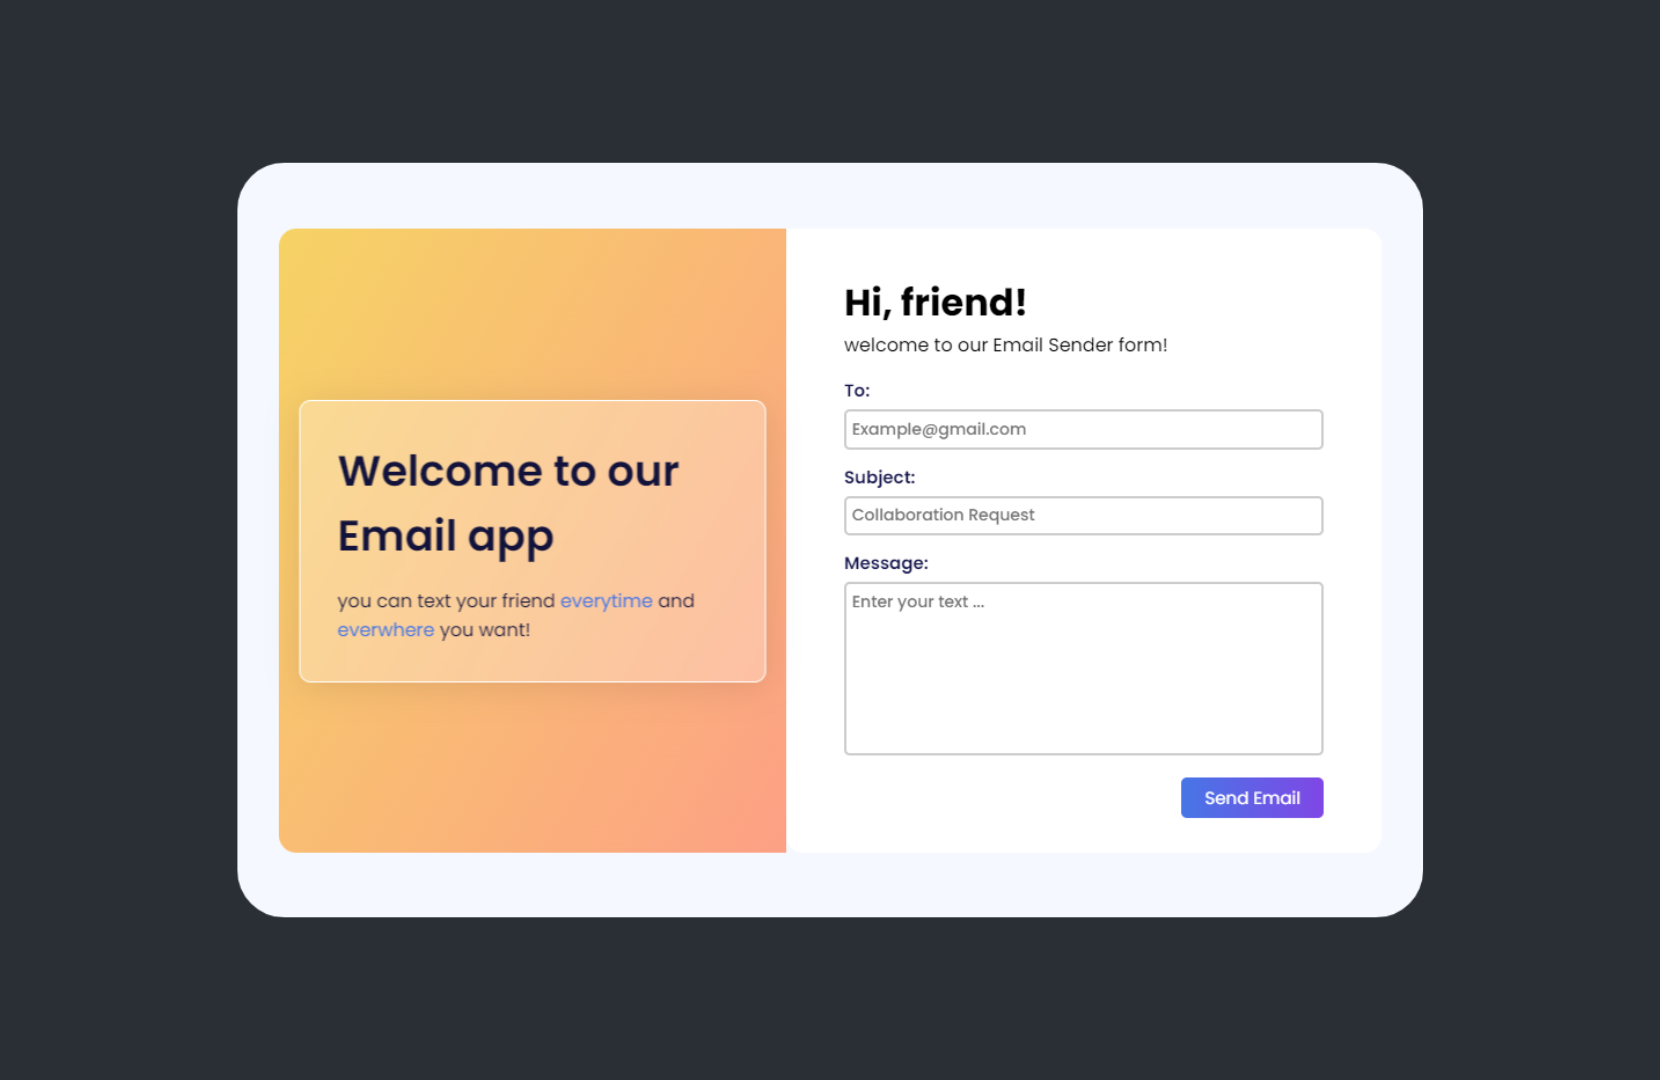 Welcome to our
Email app
you can text your friend everytime and
everwhere you want!
Hi, friend!
welcome to our Email Sender form!
To:
Example@gmail.com
Subject:
Collaboration Request
Message:
Enter your text ...
Send Email